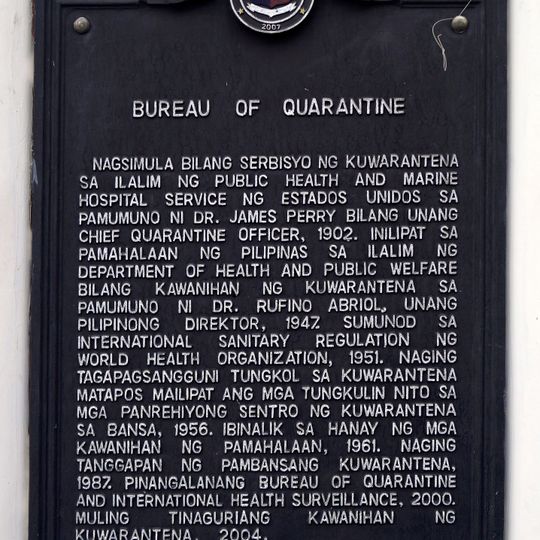 2007
BUREAU OF QUARANTINE
NAGSIMULA BILANG SERBISYO NG KUWARANTENA
SA ILALIM NG PUBLIC HEALTH AND MARINE
HOSPITAL SERVICE NG ESTADOS UNIDOS SA
PAMUMUNO NI DR. JAMES PERRY BILANG UNANG
CHIEF QUARANTINE OFFICER, 1902. INILIPAT SA
PAMAHALAAN NG PILIPINAS SA ILALIM NG
DEPARTMENT OF HEALTH AND PUBLIC WELFARE
BILANG KAWANIHAN NG KUWARANTENA SA
PAMUMUNO NI DR. RUFINO ABRIOL, UNANG
PILIPINONG DIREKTOR, 1947. SUMUNOD SA
INTERNATIONAL SANITARY REGULATION NG
WORLD HEALTH ORGANIZATION, 1951. NAGING
TAGAPAGSANGGUNI TUNGKOL SA KUWARANTENA
MATAPOS MAILIPAT ANG MGA TUNGKULIN NITO SA
MGA PANREHIYONG SENTRO NG KUWARANTENA
SA BANSA, 1956. IBINALIK SA HANAY NG MGA
KAWANIHAN NG PAMAHALAAN, 1961. NAGING
TANGGAPAN NG PAMBANSANG KUWARANTENA,
1987. PINANGALANANG BUREAU OF QUARANTINE
AND INTERNATIONAL HEALTH SURVEILLANCE, 2000.
MULING TINAGURIANG KAWANIHAN NG
KUWARANTENA, 2004.